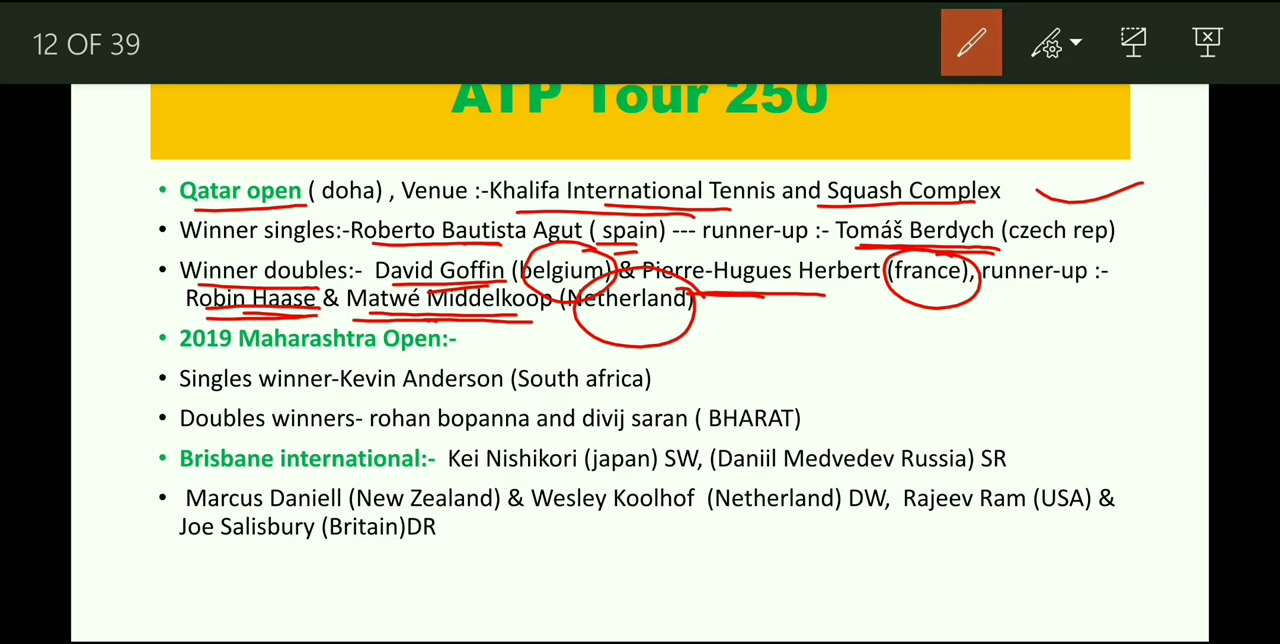 12 OF 39
ATP Tour 250
• Qatar open ( doha) , Venue :-Khalifa International Tennis and Squash Complex
• Winner singles:-Roberto Bautista Agut ( spain) --- runner-up :- Tomáš Berdych (czech rep)
• Winner doubles:- David Goffin (belgium) & Pierre-Hugues Herbert (france), runner-up :-
Robin Haase & Matwé Middelkoop (Netherland)
• 2019 Maharashtra Open:-
• Singles winner-Kevin Anderson (South africa)
• Doubles winners- rohan bopanna and divij saran ( BHARAT)
• Brisbane international:- Kei Nishikori (japan) SW, (Daniil Medvedev Russia) SR
• Marcus Daniell (New Zealand) & Wesley Koolhof (Netherland) DW, Rajeev Ram (USA) &
Joe Salisbury (Britain)DR